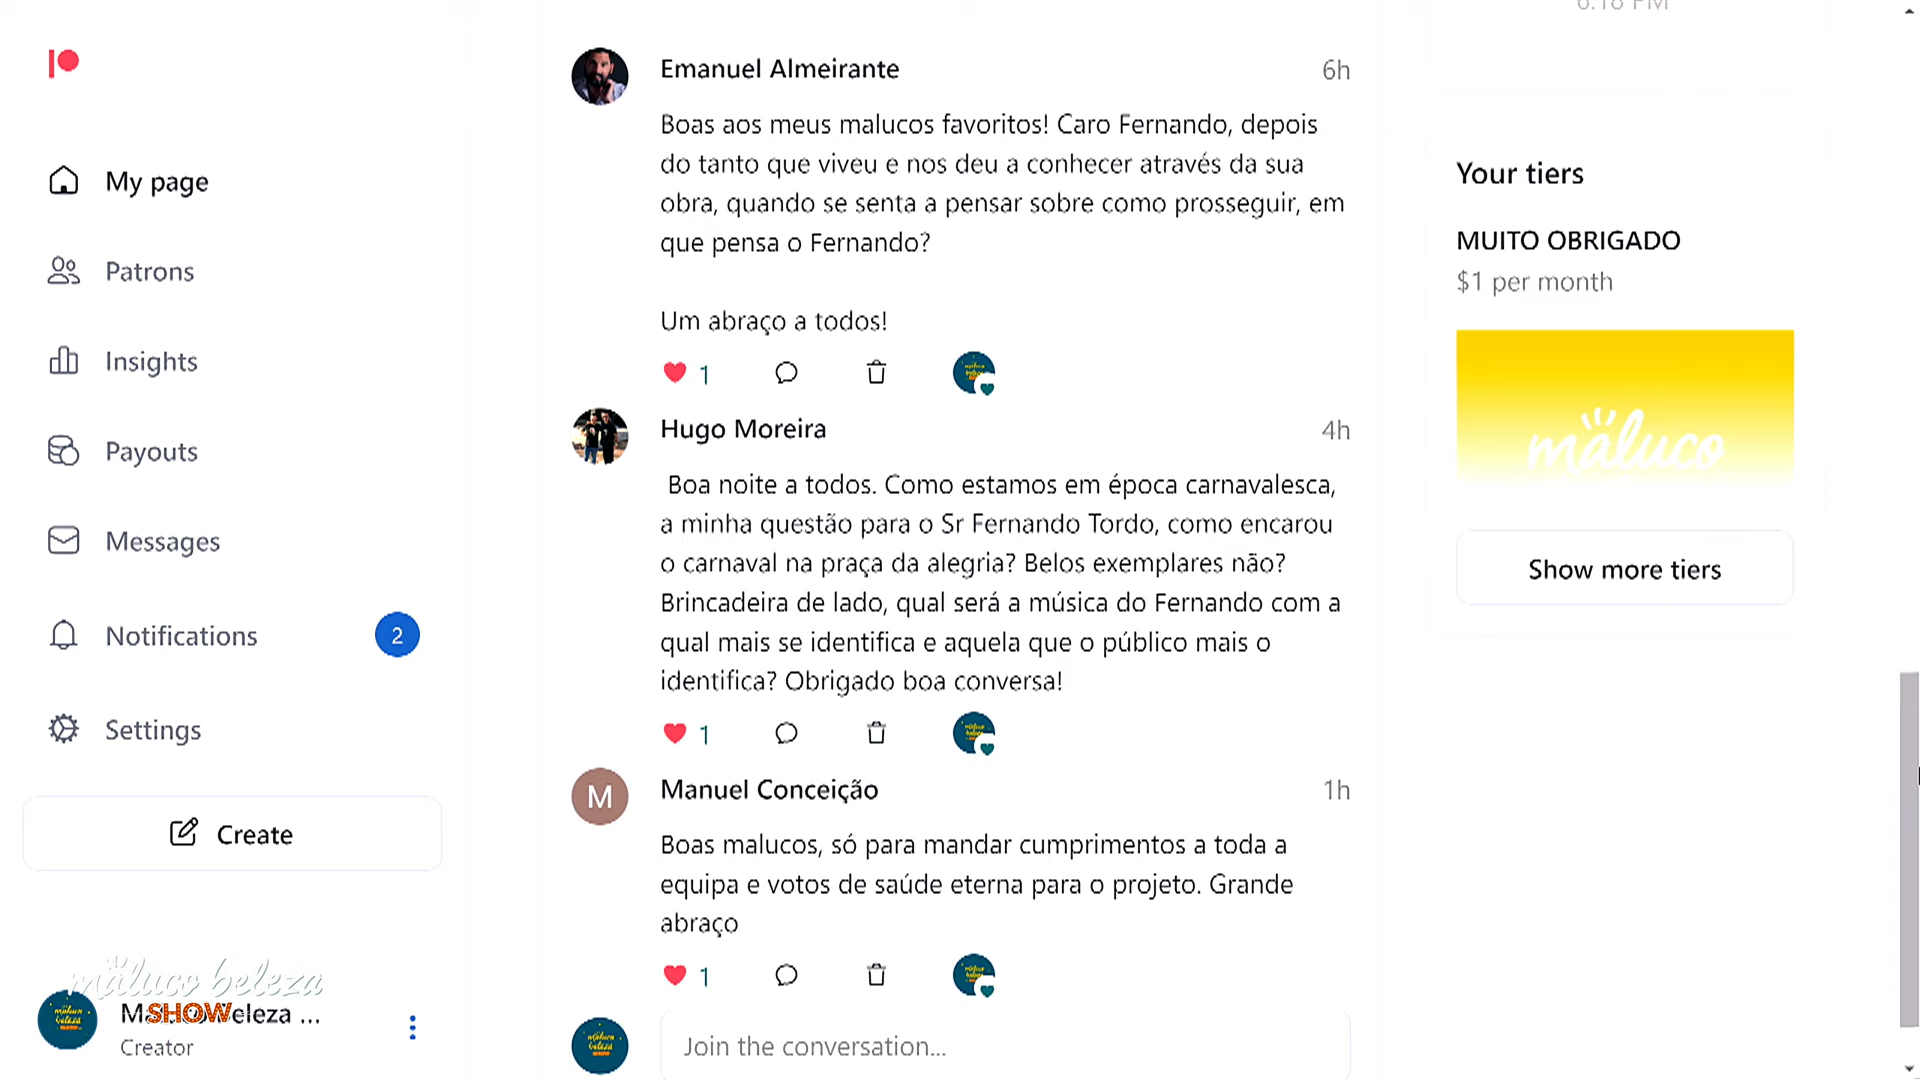 6:18 PM
My page
Patrons
Insights
Payouts
Messages
Notifications
2
Settings
Create
maluco beleza
SHOW
eleza ...
Creator
Emanuel Almeirante
6h
Boas aos meus malucos favoritos! Caro Fernando, depois
do tanto que viveu e nos deu a conhecer através da sua
obra, quando se senta a pensar sobre como prosseguir, em
que pensa o Fernando?
Um abraço a todos!
1
Hugo Moreira
4h
Boa noite a todos. Como estamos em época carnavalesca,
a minha questão para o Sr Fernando Tordo, como encarou
o carnaval na praça da alegria? Belos exemplares não?
Brincadeira de lado, qual será a música do Fernando com a
qual mais se identifica e aquela que o público mais o
identifica? Obrigado boa conversa!
1
M
Manuel Conceição
1h
Boas malucos, só para mandar cumprimentos a toda a
equipa e votos de saúde eterna para o projeto. Grande
abraço
1
Join the conversation...
Your tiers
MUITO OBRIGADO
$1 per month
maluco
Show more tiers